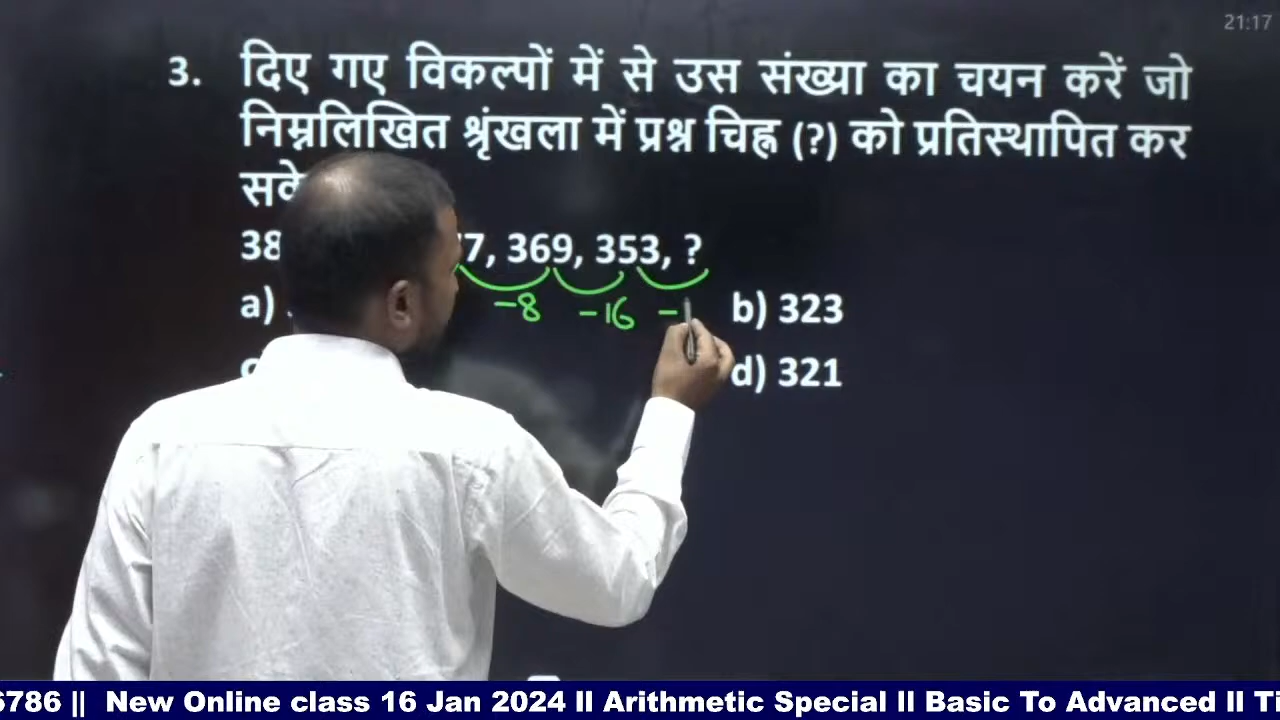 21:17
3. दिए गए विकल्पों में से उस संख्या का चयन करें जो
निम्नलिखित श्रृंखला में प्रश्न चिह्न (?) को प्रतिस्थापित कर
38 7, 369, 353, ?
-8 -16 -
a) b) 323
d) 321
6786 || New Online class 16 Jan 2024 II Arithmetic Special II Basic To Advanced II Ti